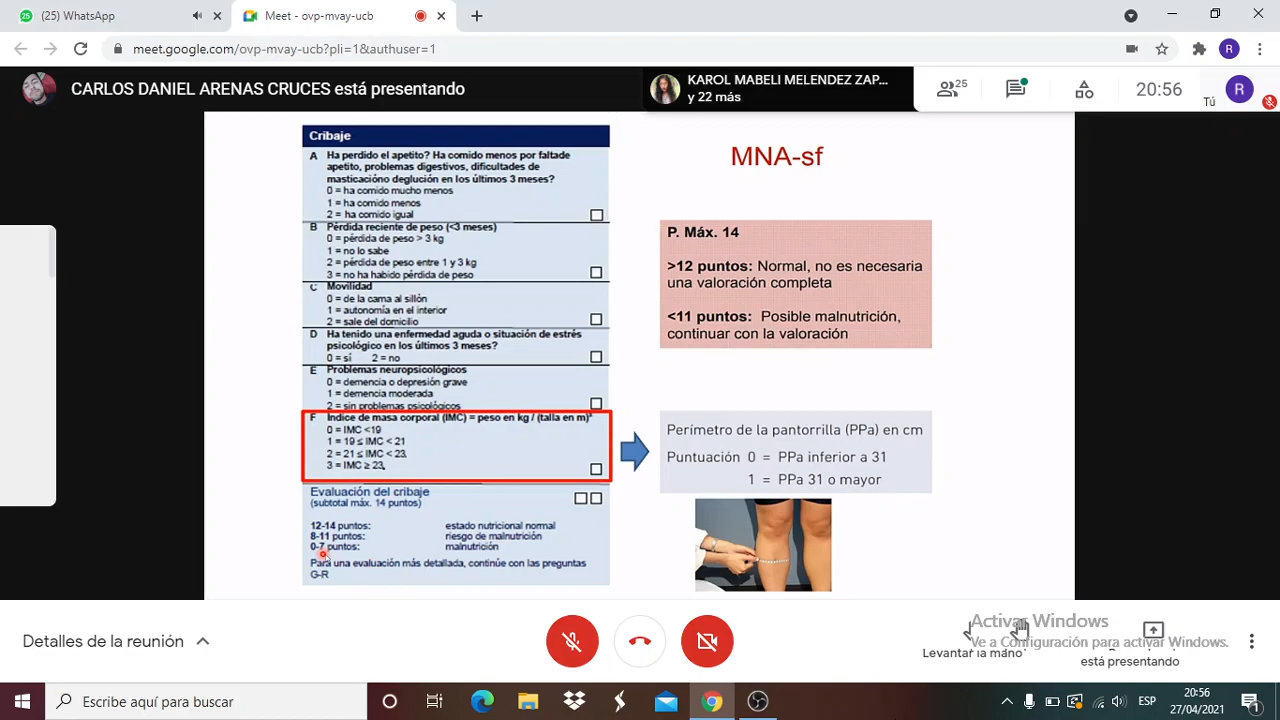 (25) WhatsApp
Meet - ovp-mvay-ucb
meet.google.com/ovp-mvay-ucb?pli=1&authuser=1
R
CARLOS DANIEL ARENAS CRUCES está presentando
KAROL MABELI MELENDEZ ZAP...
y 22 más
25
20:56
Tú
R
Cribaje
A Ha perdido el apetito? Ha comido menos por faltade
apetito, problemas digestivos, dificultades de
masticacióno deglución en los últimos 3 meses?
0 = ha comido mucho menos
1 = ha comido menos
2 = ha comido igual
B Pérdida reciente de peso (<3 meses)
0 = pérdida de peso > 3 kg
1 = no lo sabe
2 = pérdida de peso entre 1 y 3 kg
3 = no ha habido pérdida de peso
C Movilidad
0 = de la cama al sillón
1 = autonomía en el interior
2 = sale del domicilio
D Ha tenido una enfermedad aguda o situación de estrés
psicológico en los últimos 3 meses?
0 = sí 2 = no
E Problemas neuropsicológicos
0 = demencia o depresión grave
1 = demencia moderada
2 = sin problemas psicológicos
F Indice de masa corporal (IMC) = peso en kg / (talla en m)²
0 = IMC <19
1 = 19 ≤ IMC < 21
2 = 21 ≤ IMC < 23.
3 = IMC ≥ 23.
Evaluación del cribaje
(subtotal máx. 14 puntos)
12-14 puntos: estado nutricional normal
8-11 puntos: riesgo de malnutrición
0-7 puntos: malnutrición
Para una evaluación más detallada, continúe con las preguntas
G-R
MNA-sf
P. Máx. 14
>12 puntos: Normal, no es necesaria
una valoración completa
<11 puntos: Posible malnutrición,
continuar con la valoración
Perímetro de la pantorrilla (PPa) en cm
Puntuación 0 = PPa inferior a 31
1 = PPa 31 o mayor
Detalles de la reunión
Activar Windows
Ve a Configuración para activar Windows.
Levantar la mano
está presentando
Escribe aquí para buscar
ESP
20:56
27/04/2021
1